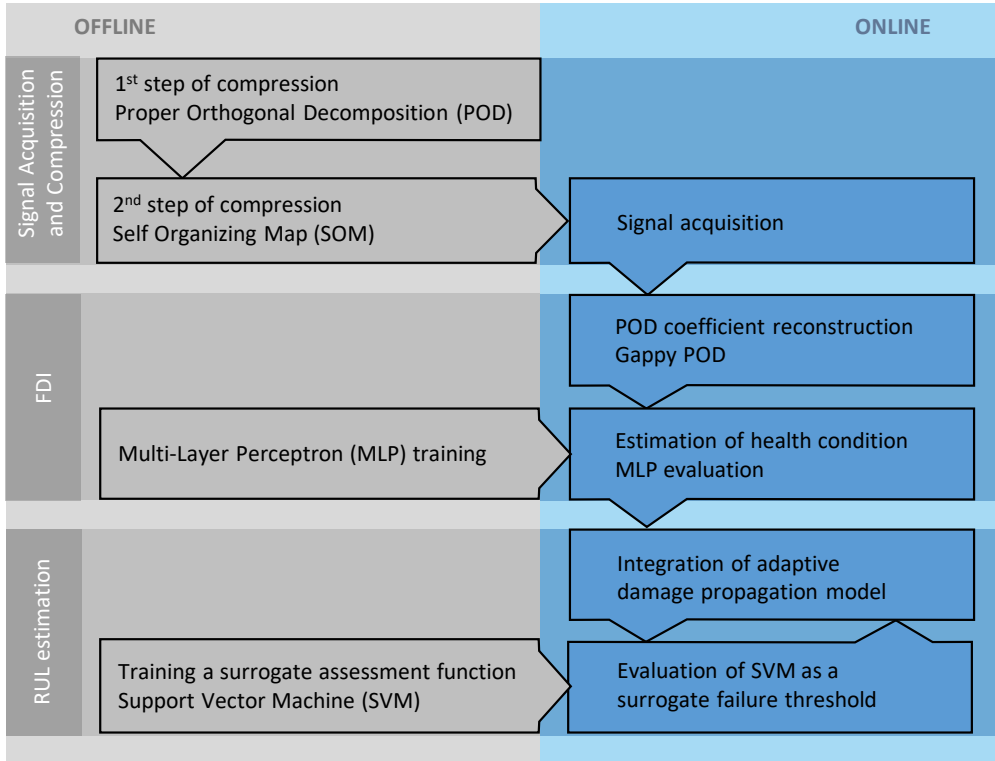 OFFLINE
ONLINE
Signal Acquisition
and Compression
1st step of compression
Proper Orthogonal Decomposition (POD)
2nd step of compression
Self Organizing Map (SOM)
Signal acquisition
FDI
POD coefficient reconstruction
Gappy POD
Multi-Layer Perceptron (MLP) training
Estimation of health condition
MLP evaluation
RUL estimation
Integration of adaptive
damage propagation model
Training a surrogate assessment function
Support Vector Machine (SVM)
Evaluation of SVM as a
surrogate failure threshold